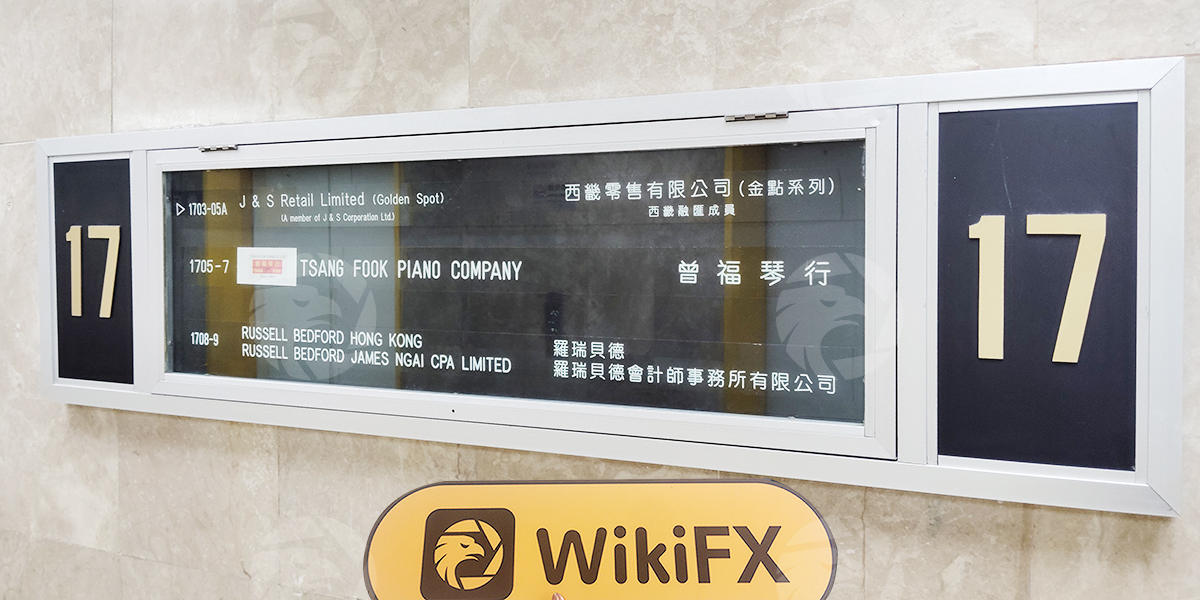 17
▷ 1703-05A J & S Retail Limited (Golden Spot) 西畿零售有限公司(金點系列)
(A member of J & S Corporation Ltd.) 西畿融匯成員
1705-7 TSANG FOOK PIANO COMPANY 曾福琴行
1708-9 RUSSELL BEDFORD HONG KONG 羅瑞貝德
RUSSELL BEDFORD JAMES NGAI CPA LIMITED 羅瑞貝德會計師事務所有限公司
17
WikiFX